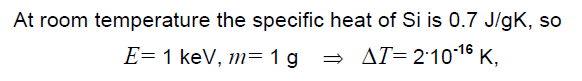 At room temperature the specific heat of Si is 0.7 J/gK, so
E= 1 keV, m= 1 g ⇒ ΔT= 2·10⁻¹⁶ K,